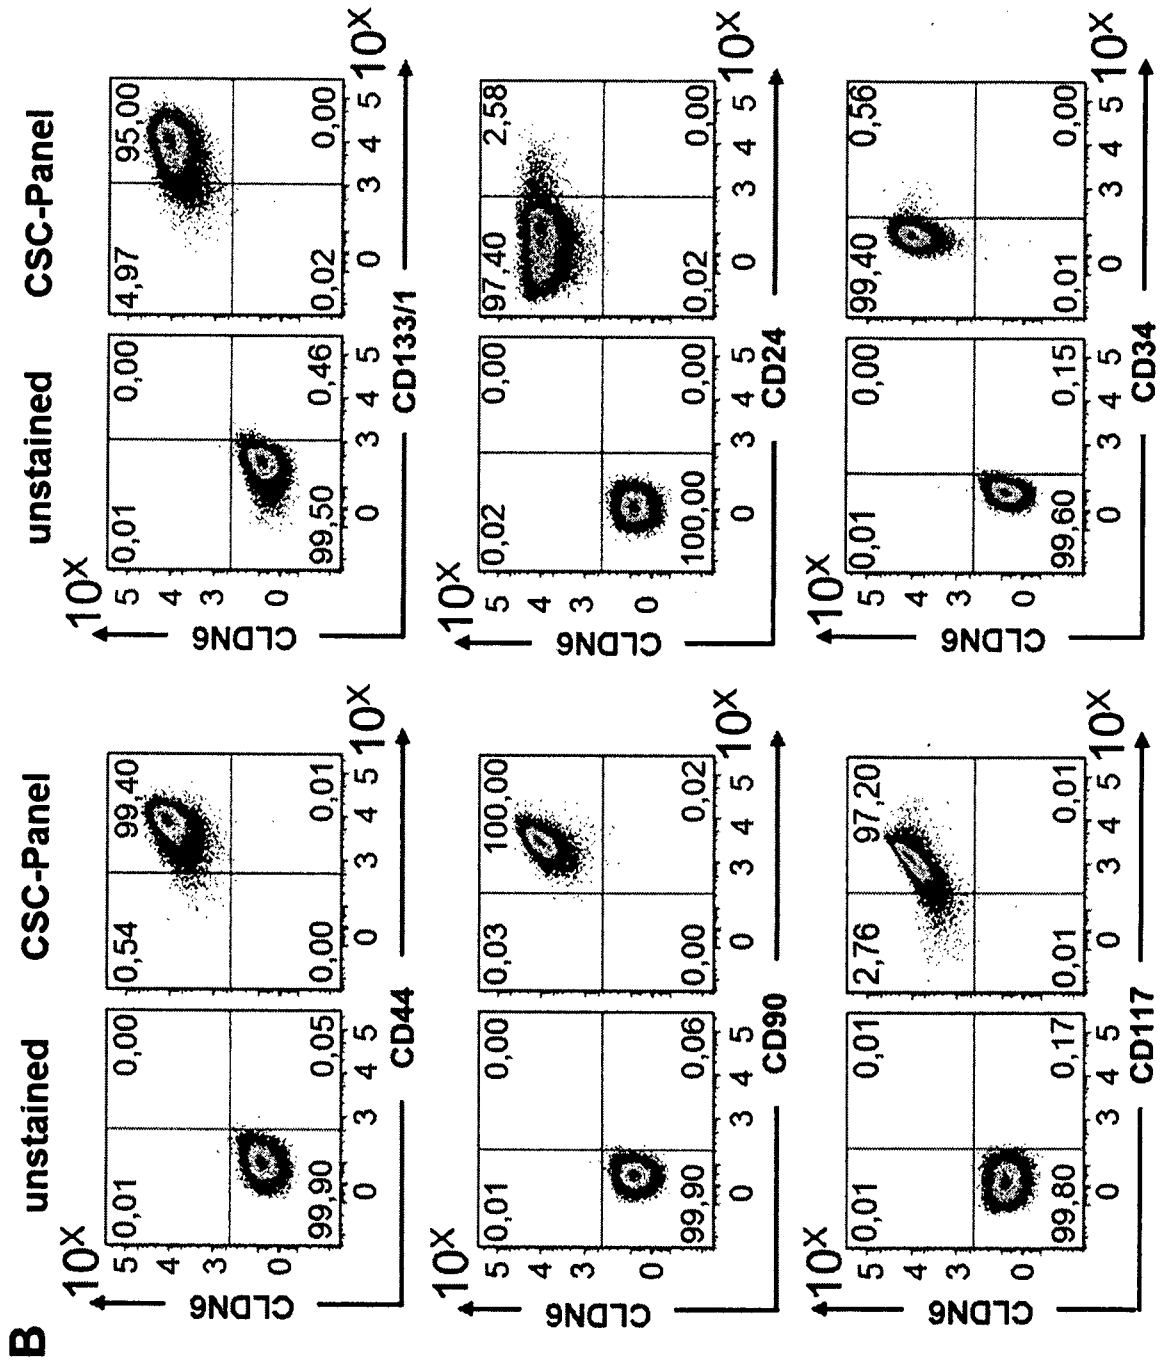 B
unstained CSC-Panel unstained CSC-Panel
10X
5
4
3
0
CLDN6
0,01 0,00
99,90 0,05
0 3 4 5
0,54 99,40
0,00 0,01
0 3 4 5
10X
CD44
10X
5
4
3
0
CLDN6
0,01 0,00
99,50 0,46
0 3 4 5
4,97 95,00
0,02 0,00
0 3 4 5
10X
CD133/1
10X
5
4
3
0
CLDN6
0,01 0,00
99,90 0,06
0 3 4 5
0,03 100,00
0,00 0,02
0 3 4 5
10X
CD90
10X
5
4
3
0
CLDN6
0,02 0,00
100,00 0,00
0 3 4 5
97,40 2,58
0,02 0,00
0 3 4 5
10X
CD24
10X
5
4
3
0
CLDN6
0,01 0,01
99,80 0,17
0 3 4 5
2,76 97,20
0,01 0,01
0 3 4 5
10X
CD117
10X
5
4
3
0
CLDN6
0,01 0,00
99,60 0,15
0 3 4 5
99,40 0,56
0,01 0,00
0 3 4 5
10X
CD34